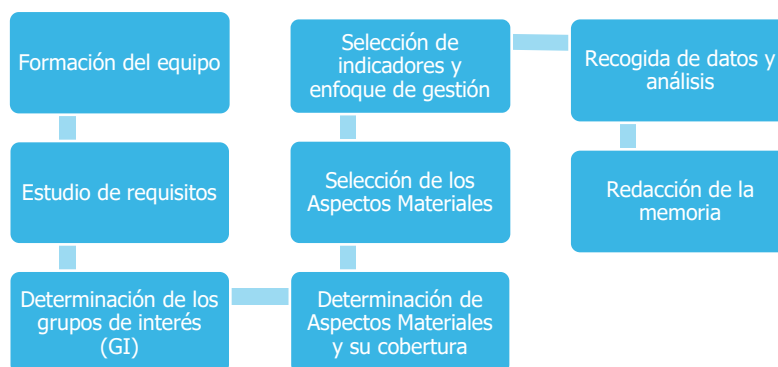 Formación del equipo
Estudio de requisitos
Determinación de los
grupos de interés
(GI)
Determinación de
Aspectos Materiales
y su cobertura
Selección de los
Aspectos Materiales
Selección de
indicadores y
enfoque de gestión
Recogida de datos y
análisis
Redacción de la
memoria